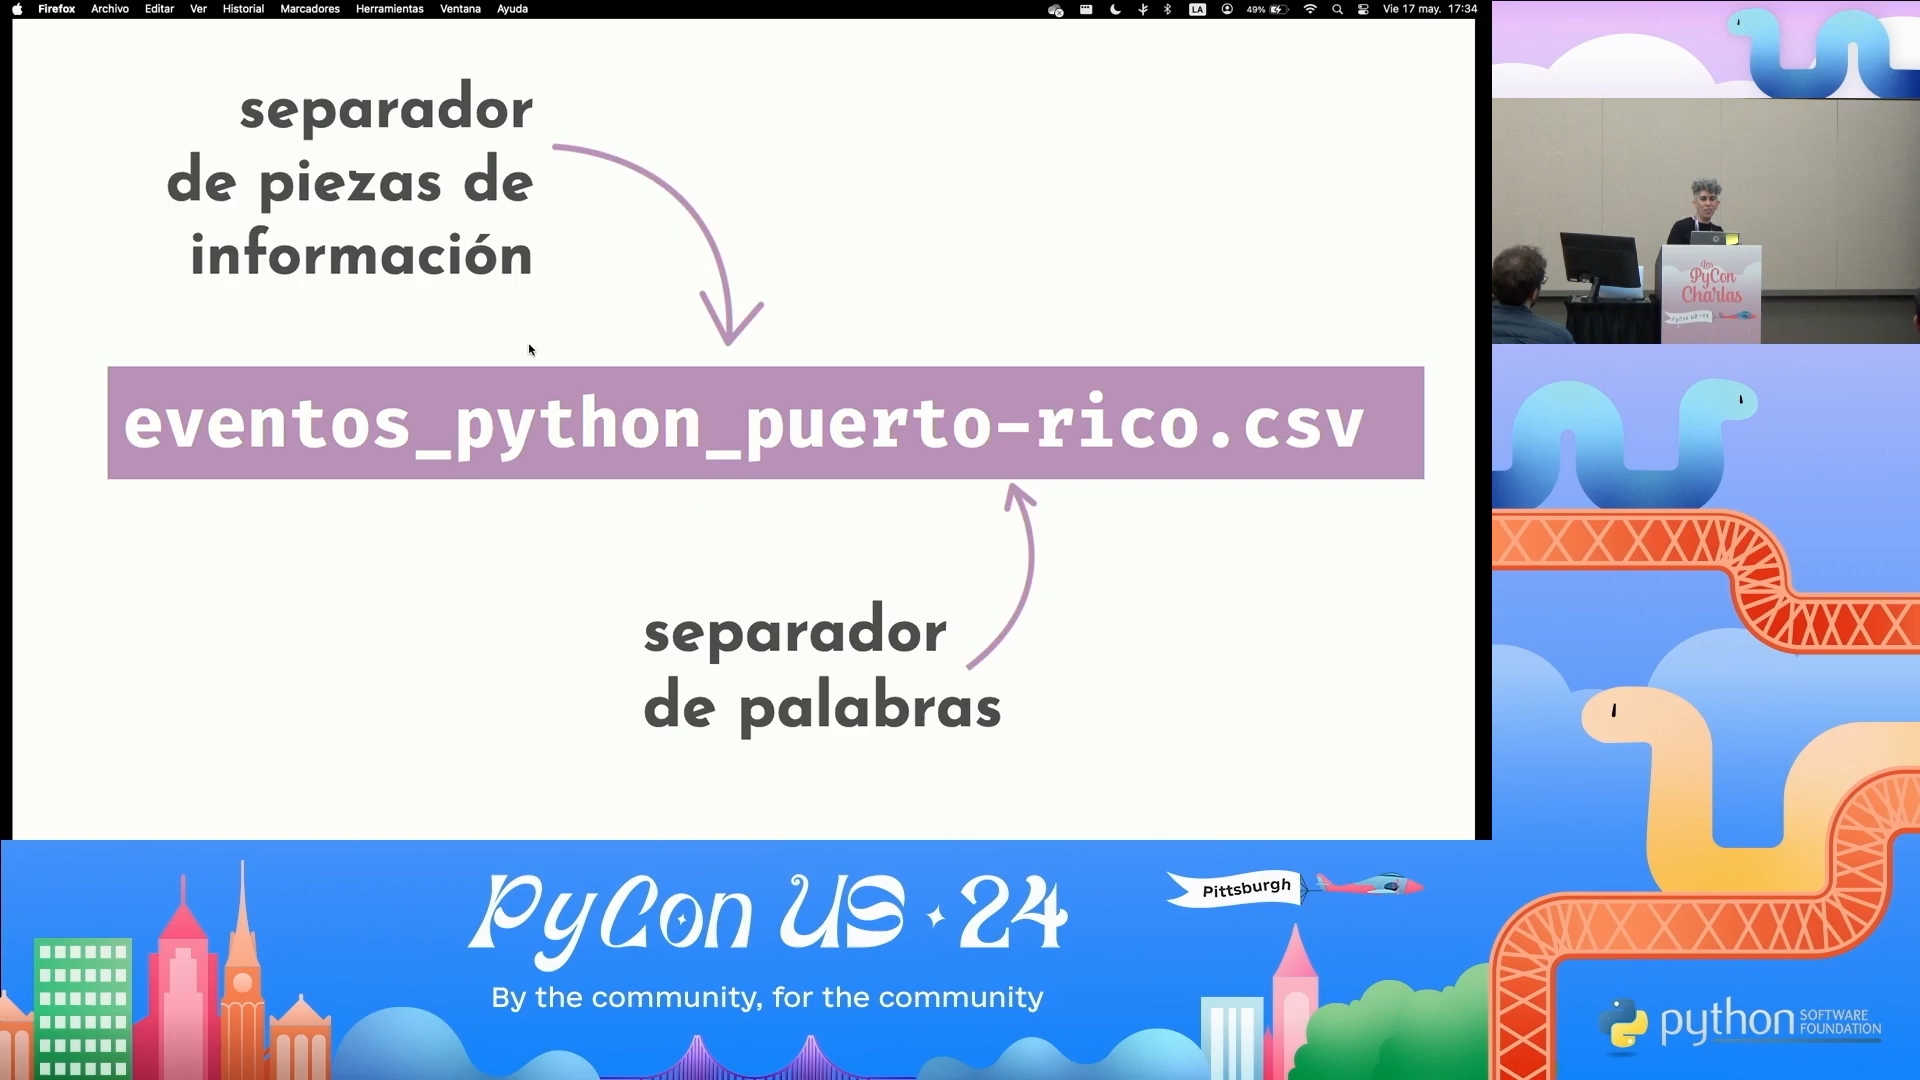 Firefox Archivo Editar Ver Historial Marcadores Herramientas Ventana Ayuda LA 49% Vie 17 may. 17:34
separador
de piezas de
información
eventos_python_puerto-rico.csv
separador
de palabras
Las
PyCon
Charlas
PyCon US 24
Pittsburgh
By the community, for the community
python SOFTWARE
FOUNDATION